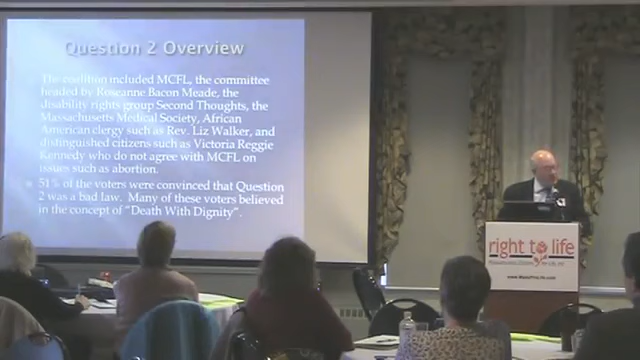 Question 2 Overview
The coalition included MCFL, the committee
headed by Roseanne Bacon Meade, the
disability rights group Second Thoughts, the
Massachusetts Medical Society, African
American clergy such as Rev. Liz Walker, and
distinguished citizens such as Victoria Reggie
Kennedy who do not agree with MCFL on
issues such as abortion.
51% of the voters were convinced that Question
2 was a bad law. Many of these voters believed
in the concept of "Death With Dignity".
right to life